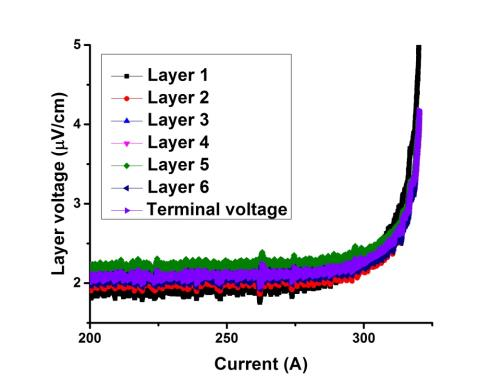 5
4
3
2
200
250
300
Layer voltage (μV/cm)
Current (A)
Layer 1
Layer 2
Layer 3
Layer 4
Layer 5
Layer 6
Terminal voltage